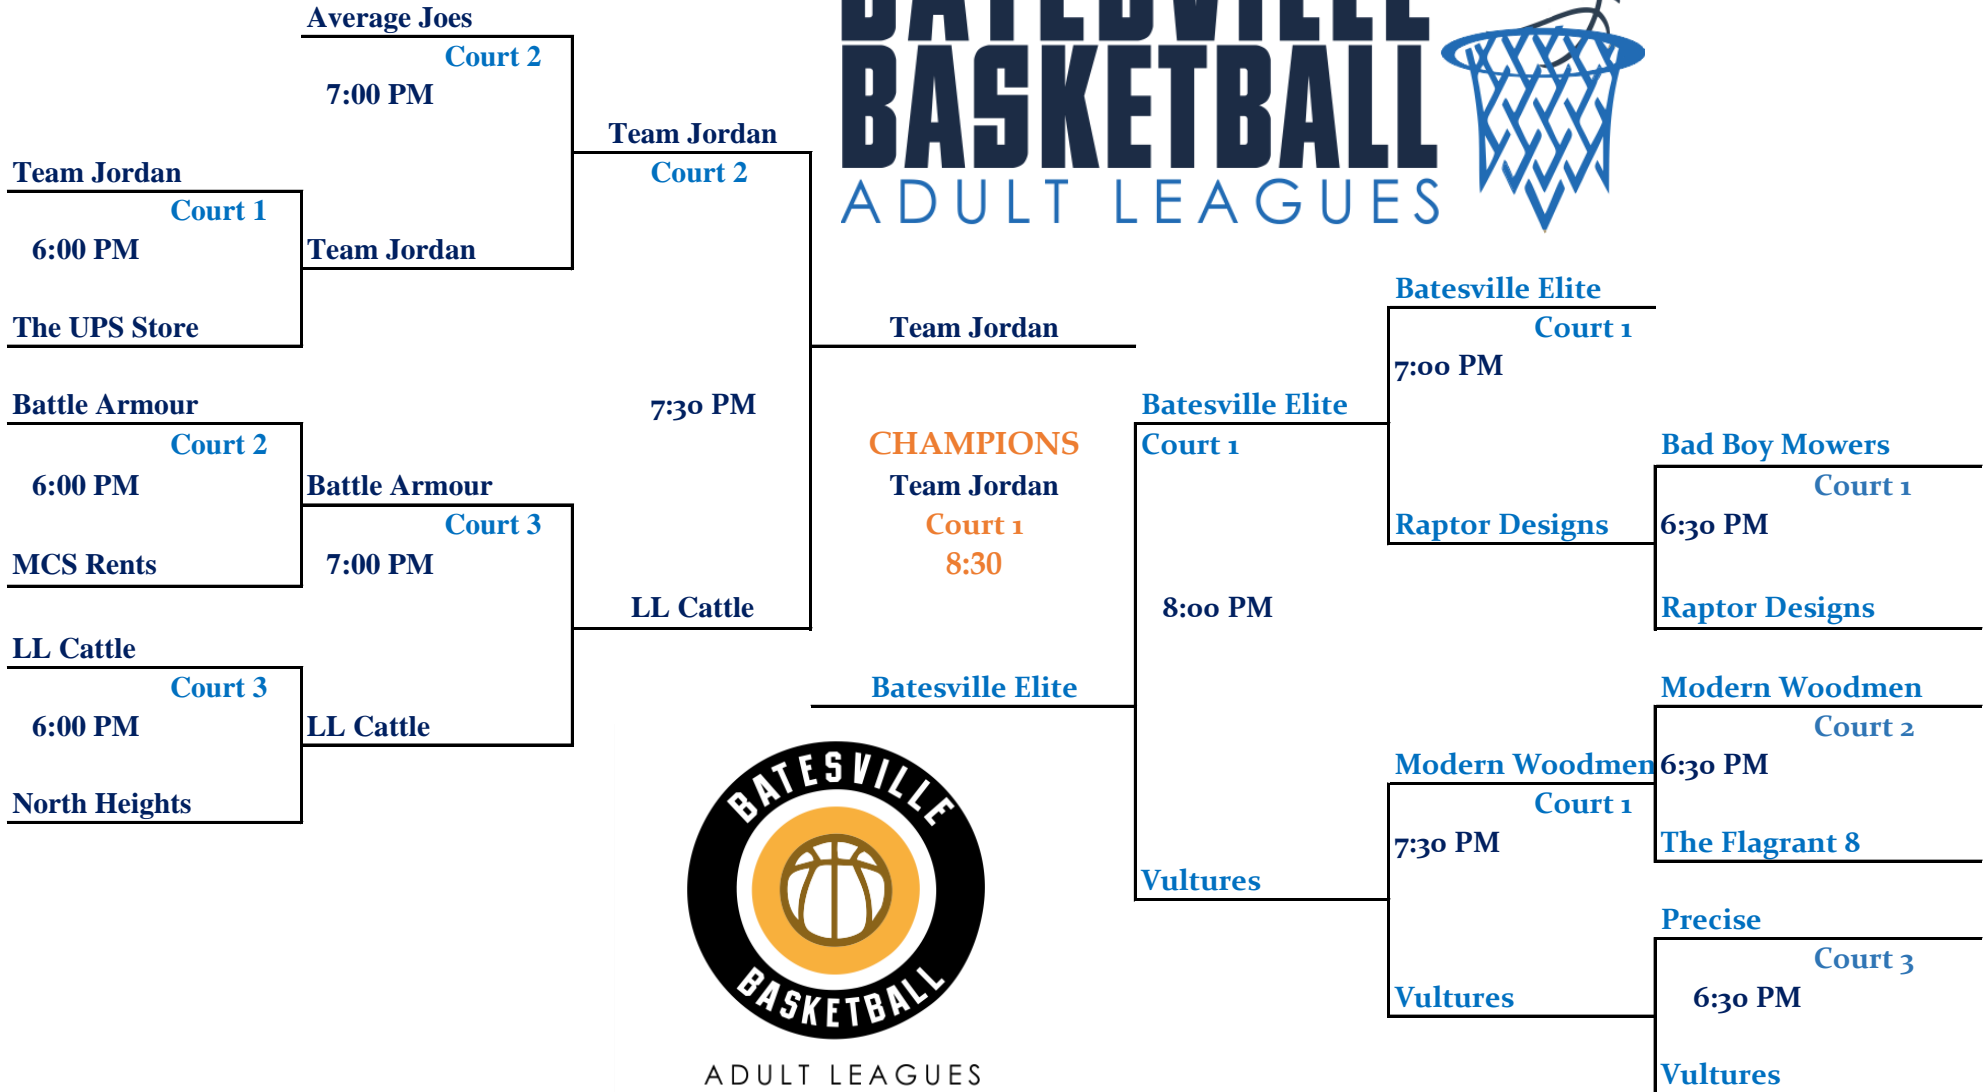 Average Joes
Court 2
7:00 PM
Team Jordan
Court 2
Team Jordan
Court 1
6:00 PM
Team Jordan
The UPS Store
Battle Armour
Court 2
6:00 PM
Battle Armour
Court 3
MCS Rents
7:00 PM
LL Cattle
Court 3
6:00 PM
LL Cattle
North Heights
7:30 PM
LL Cattle
BATESVILLE
BASKETBALL
ADULT LEAGUES
Team Jordan
CHAMPIONS
Team Jordan
Court 1
8:30
Batesville Elite
Batesville Elite
Court 1
8:00 PM
Vultures
Batesville Elite
Court 1
7:00 PM
Raptor Designs
Modern Woodmen
Court 1
7:30 PM
Vultures
Bad Boy Mowers
Court 1
6:30 PM
Raptor Designs
Modern Woodmen
Court 2
6:30 PM
The Flagrant 8
Precise
Court 3
6:30 PM
Vultures
BATESVILLE
BASKETBALL
ADULT LEAGUES